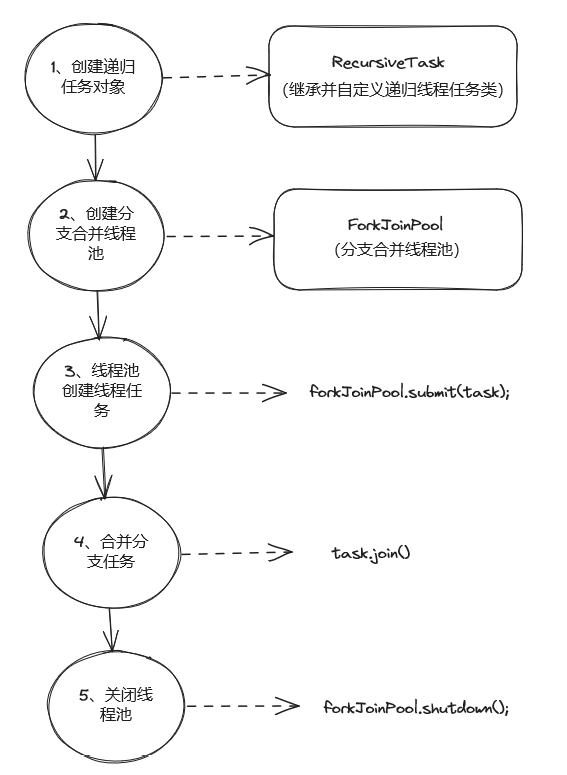 1、创建递归
任务对象
RecursiveTask
（继承并自定义递归线程任务类）
2、创建分
支合并线程
池
ForkJoinPool
（分支合并线程池）
3、线程池
创建线程任
务
forkJoinPool.submit(task);
4、合并分
支任务
task.join()
5、关闭线
程池
forkJoinPool.shutdown();